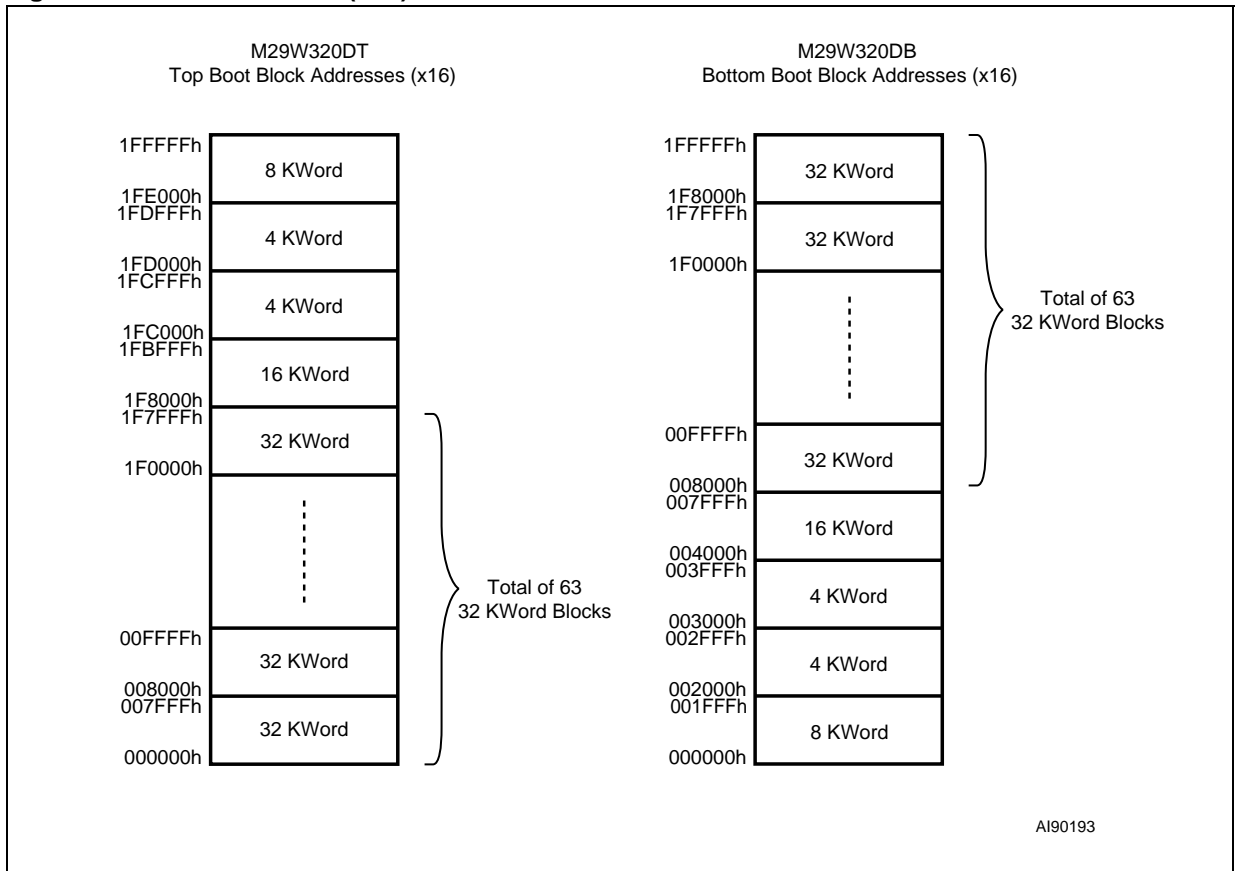 M29W320DT
Top Boot Block Addresses (x16)
1FFFFFh
8 KWord
1FE000h
1FDFFFh
4 KWord
1FD000h
1FCFFFh
4 KWord
1FC000h
1FBFFFh
16 KWord
1F8000h
1F7FFFh
32 KWord
1F0000h
Total of 63
32 KWord Blocks
00FFFFh
32 KWord
008000h
007FFFh
32 KWord
000000h
M29W320DB
Bottom Boot Block Addresses (x16)
1FFFFFh
32 KWord
1F8000h
1F7FFFh
32 KWord
1F0000h
Total of 63
32 KWord Blocks
00FFFFh
32 KWord
008000h
007FFFh
16 KWord
004000h
003FFFh
4 KWord
003000h
002FFFh
4 KWord
002000h
001FFFh
8 KWord
000000h
AI90193